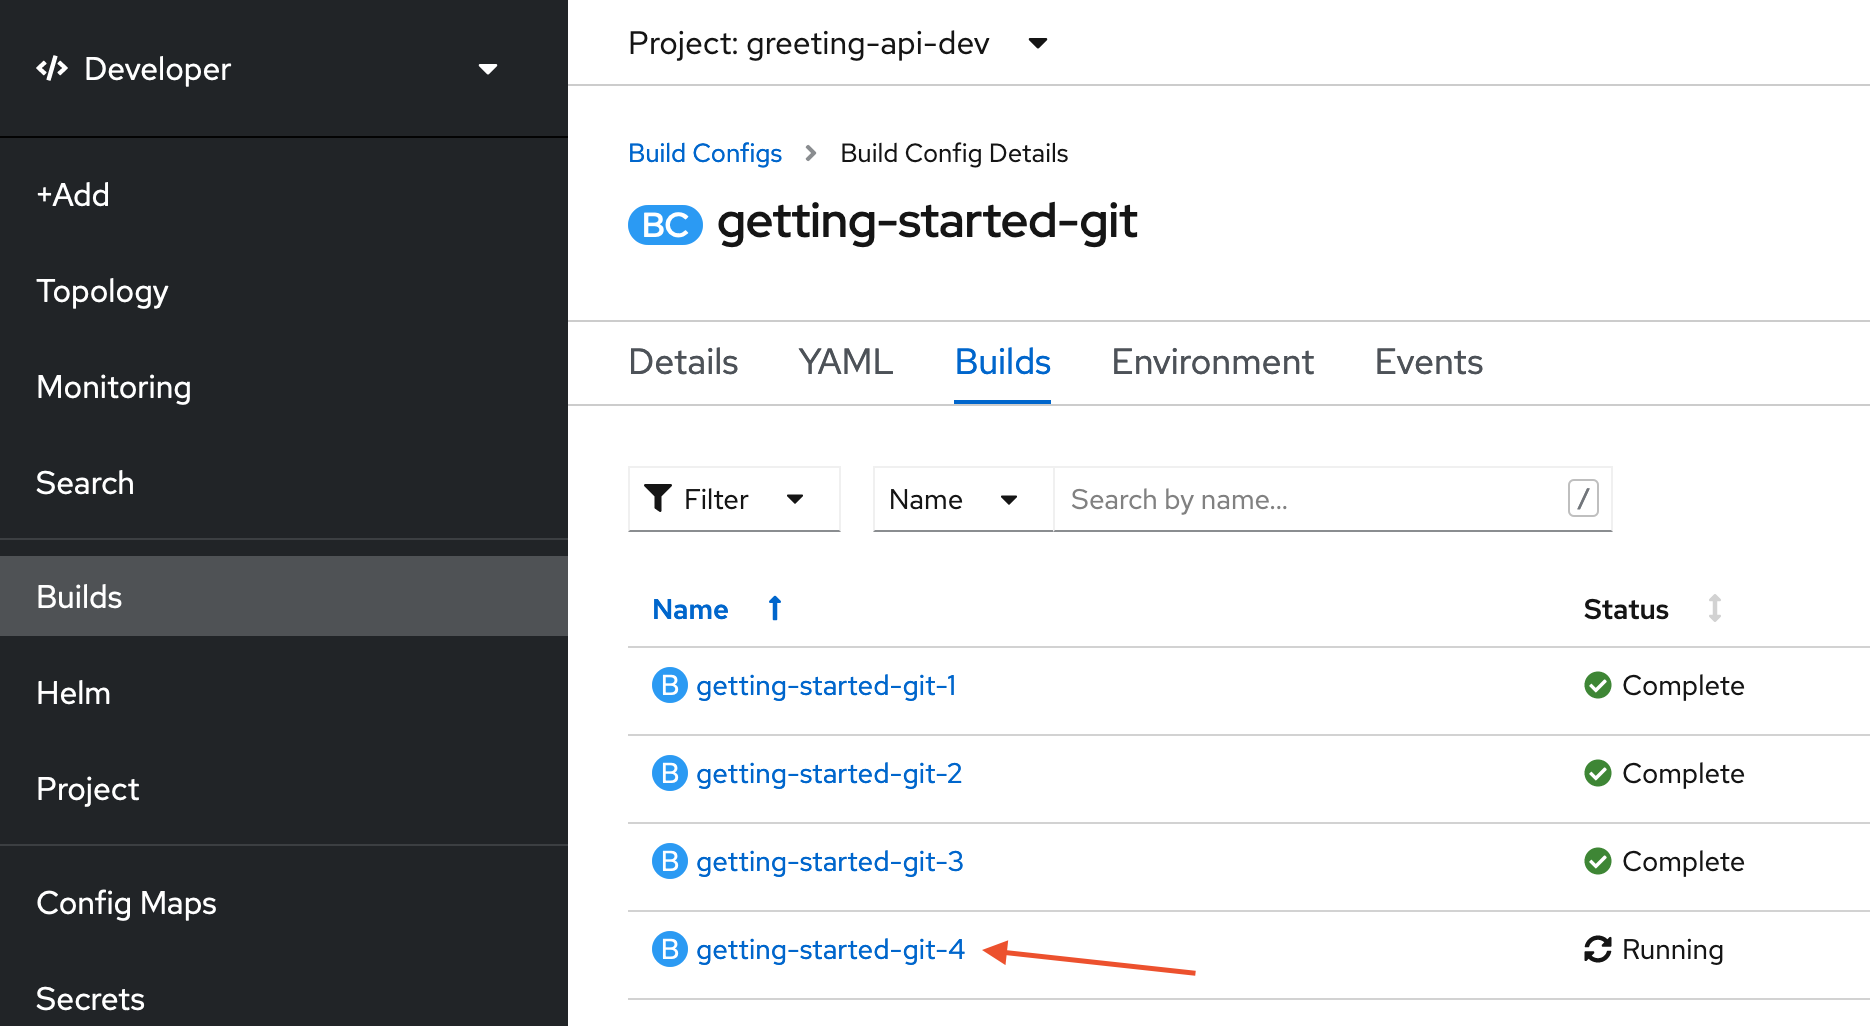 Developer
+Add
Topology
Monitoring
Search
Builds
Helm
Project
Config Maps
Secrets
Project: greeting-api-dev
Build Configs > Build Config Details
BC getting-started-git
Details YAML Builds Environment Events
Filter Name Search by name... /
Name Status
B getting-started-git-1 Complete
B getting-started-git-2 Complete
B getting-started-git-3 Complete
B getting-started-git-4 Running